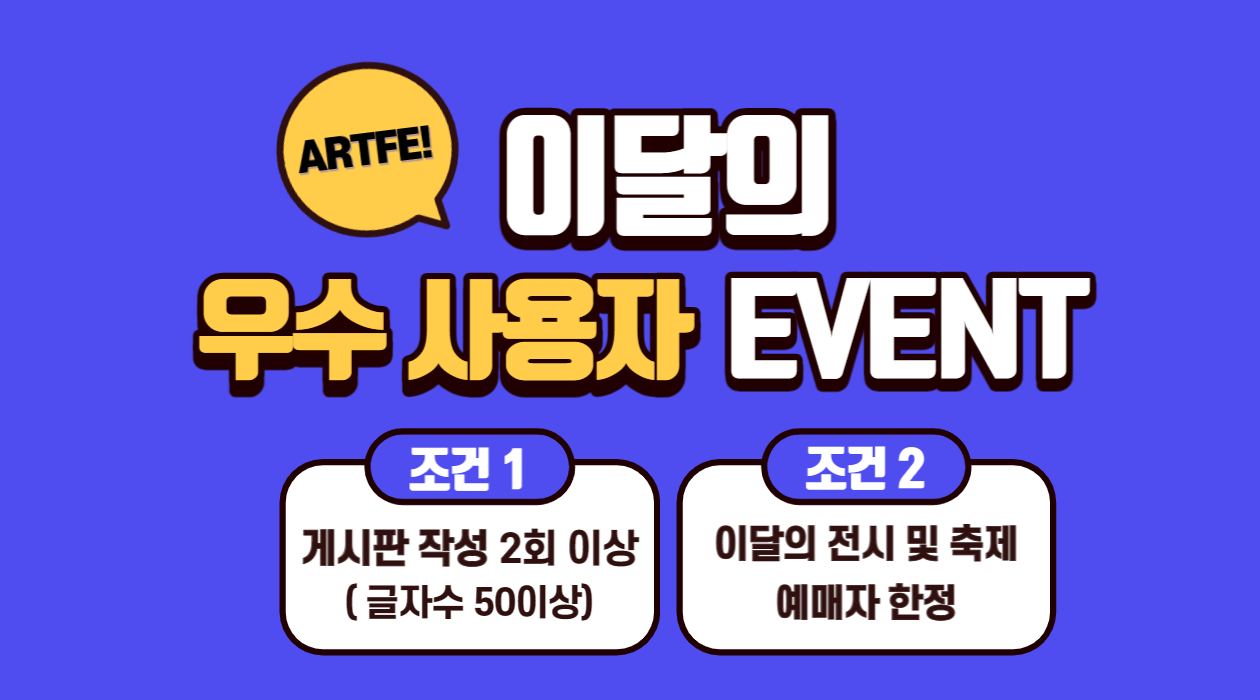 ARTFE!
이달의
우수 사용자 EVENT
조건 1
게시판 작성 2회 이상
( 글자수 50이상)
조건 2
이달의 전시 및 축제
예매자 한정